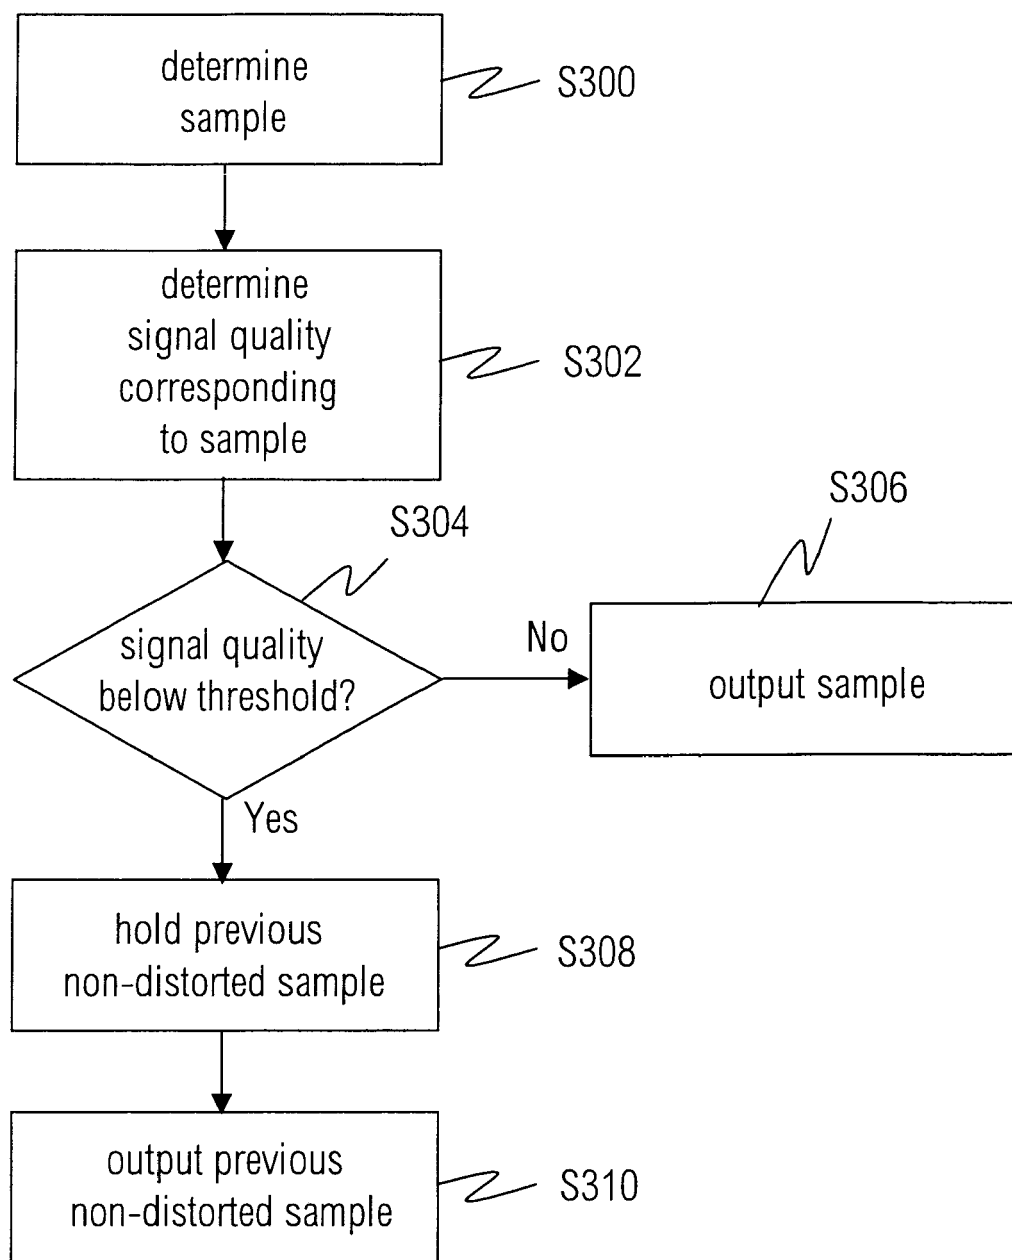 determine
sample
S300
determine
signal quality
corresponding
to sample
S302
S304
S306
signal quality
below threshold?
No
output sample
Yes
hold previous
non-distorted sample
S308
output previous
non-distorted sample
S310